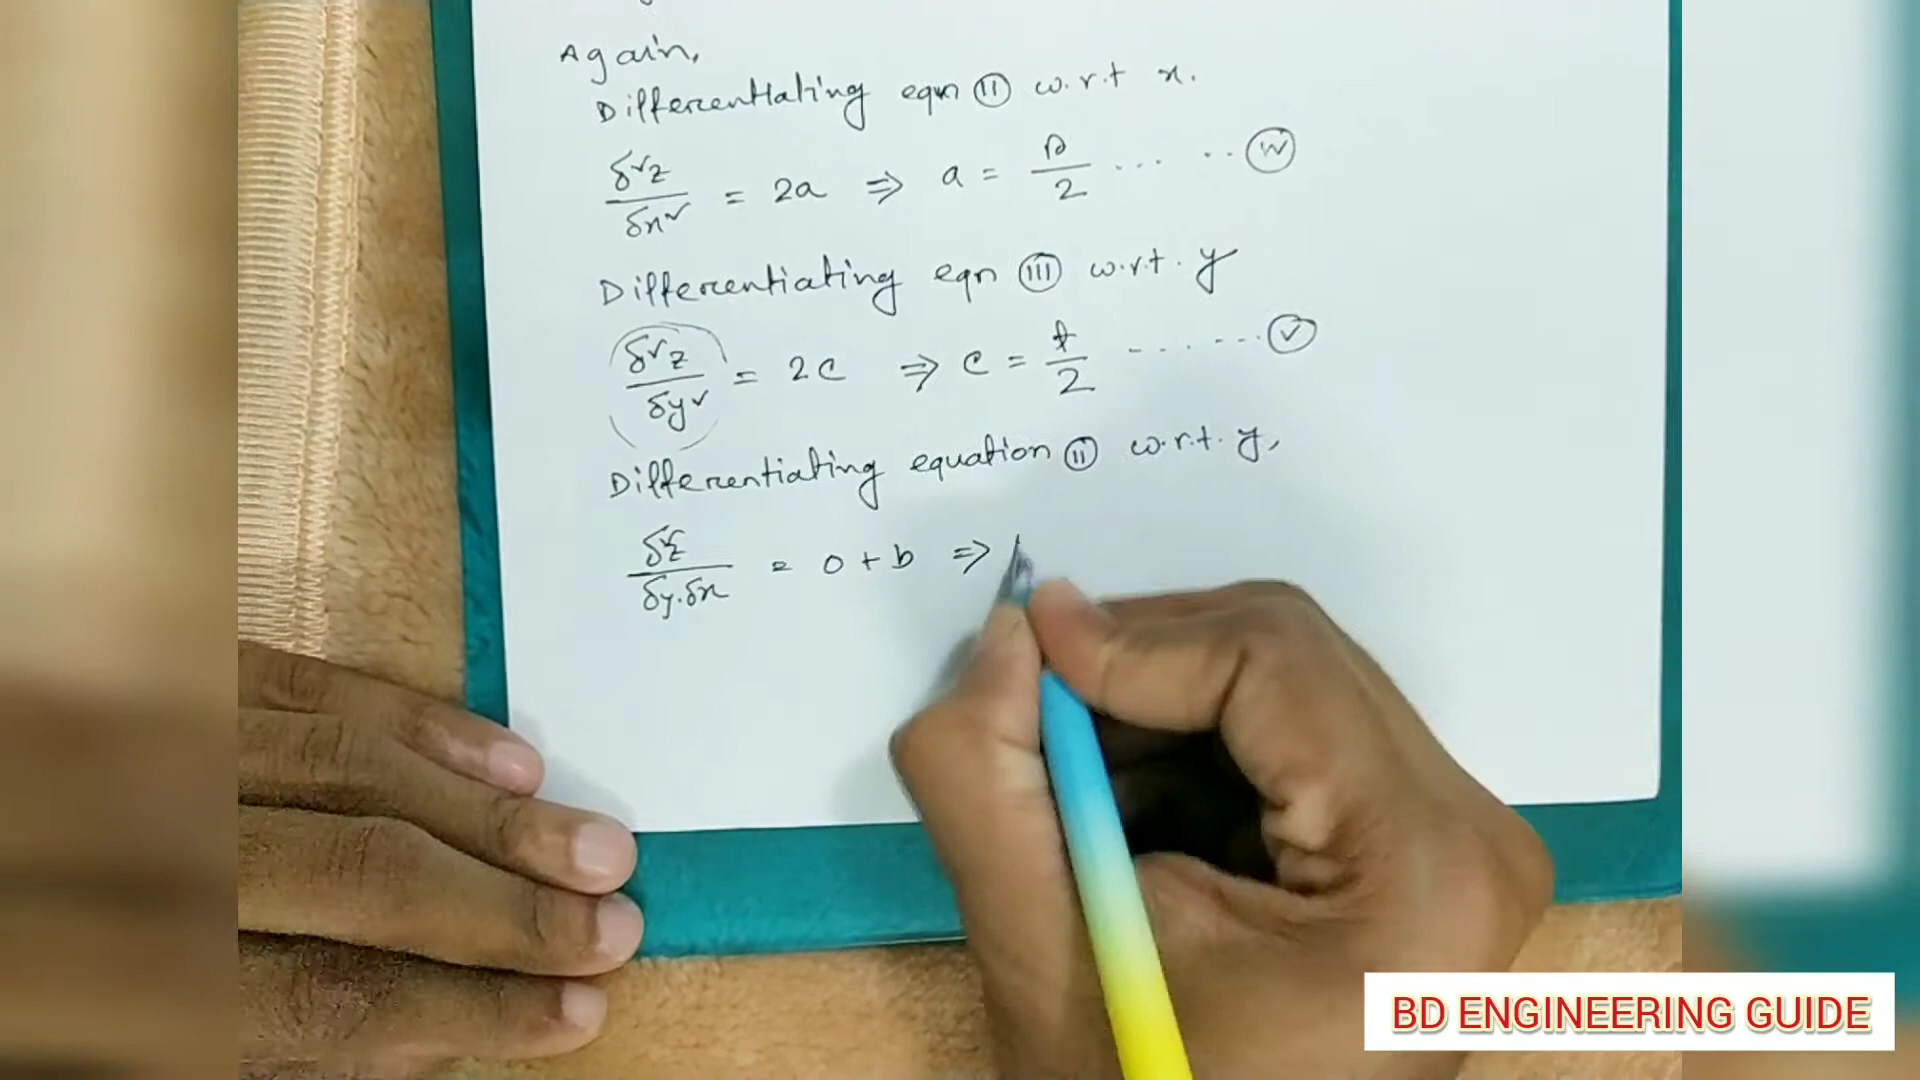 Again,
Differentiating eqn (II) w.r.t x.
δ²z/δx² = 2a ⇒ a = r/2 ... .. (IV)
Differentiating eqn (III) w.r.t. y
δ²z/δy² = 2c ⇒ c = t/2 ....... (V)
Differentiating equation (II) w.r.t. y,
δ²z/δy.δx = 0 + b ⇒
BD ENGINEERING GUIDE